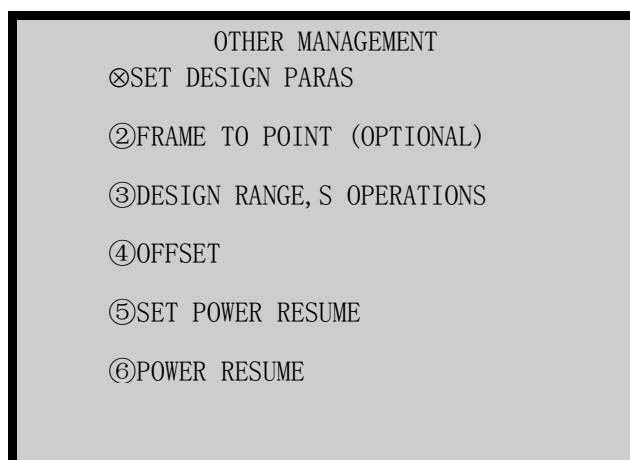 OTHER MANAGEMENT
⊗SET DESIGN PARAS
②FRAME TO POINT (OPTIONAL)
③DESIGN RANGE,S OPERATIONS
④OFFSET
⑤SET POWER RESUME
⑥POWER RESUME